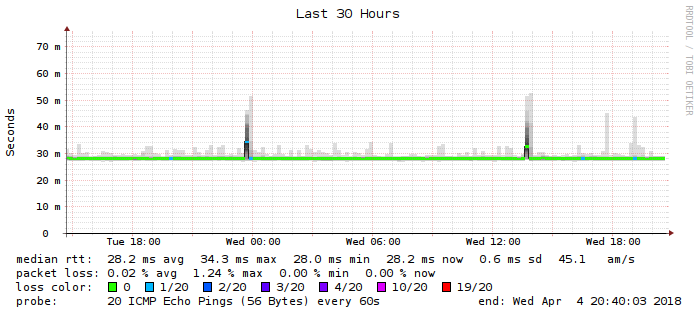 Last 30 Hours
RRDTOOL / TOBI OETIKER
Seconds
70 m
60 m
50 m
40 m
30 m
20 m
10 m
0
Tue 18:00 Wed 00:00 Wed 06:00 Wed 12:00 Wed 18:00
median rtt: 28.2 ms avg 34.3 ms max 28.0 ms min 28.2 ms now 0.6 ms sd 45.1 am/s
packet loss: 0.02 % avg 1.24 % max 0.00 % min 0.00 % now
loss color: 0 1/20 2/20 3/20 4/20 10/20 19/20
probe: 20 ICMP Echo Pings (56 Bytes) every 60s end: Wed Apr 4 20:40:03 2018